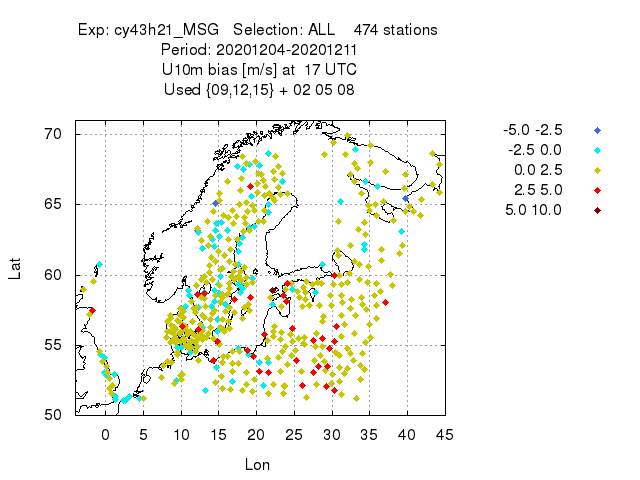 Exp: cy43h21_MSG Selection: ALL 474 stations
Period: 20201204-20201211
U10m bias [m/s] at 17 UTC
Used {09,12,15} + 02 05 08
-5.0 -2.5
-2.5 0.0
0.0 2.5
2.5 5.0
5.0 10.0
70
65
60
55
50
Lat
0 5 10 15 20 25 30 35 40 45
Lon